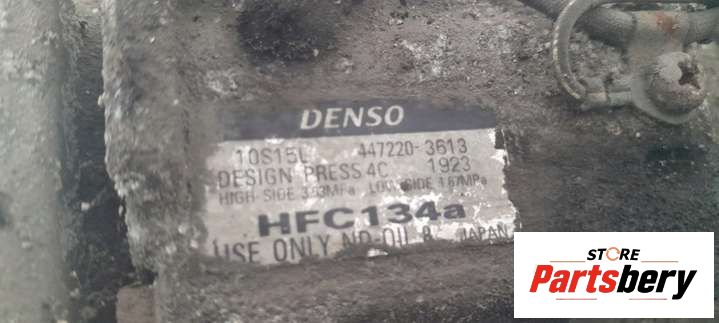 DENSO
10S15L 447220-3613
DESIGN PRESS 4C 1923
HIGH-SIDE 3.53MPa LOW-SIDE 1.67MPa
HFC134a
USE ONLY ND-OIL 8 JAPAN
STORE
Partsbery